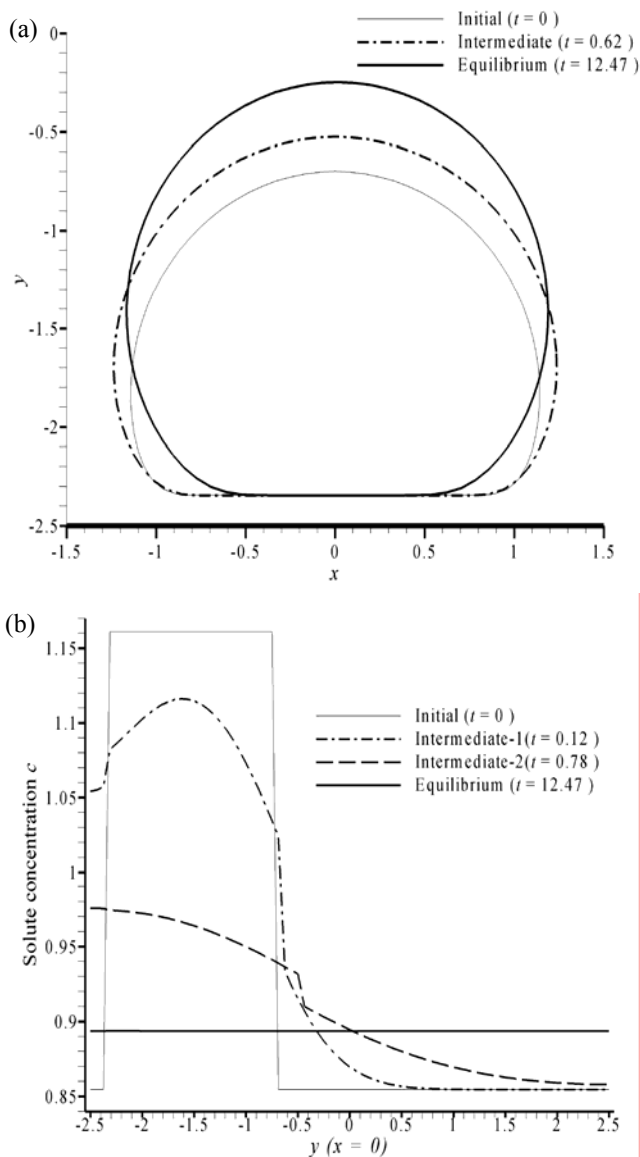 (a)
Initial (t = 0 )
Intermediate (t = 0.62)
Equilibrium (t = 12.47)
0
-0.5
-1
-1.5
-2
-2.5
y
-1.5 -1 -0.5 0 0.5 1 1.5
x
(b)
1.15
1.1
1.05
1
0.95
0.9
0.85
Solute concentration c
Initial (t = 0 )
Intermediate-1(t = 0.12 )
Intermediate-2(t = 0.78 )
Equilibrium (t = 12.47 )
-2.5 -2 -1.5 -1 -0.5 0 0.5 1 1.5 2 2.5
y (x = 0)